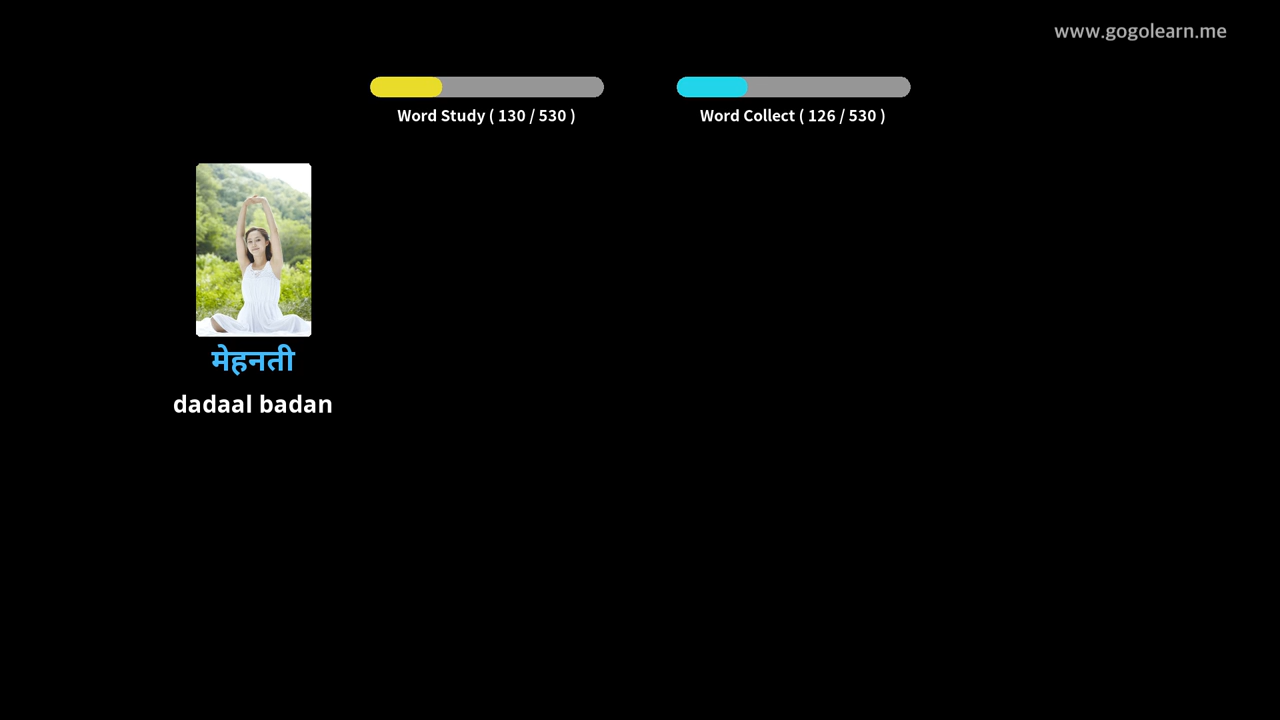 www.gogolearn.me
Word Study ( 130 / 530 )
Word Collect ( 126 / 530 )
मेहनती
dadaal badan